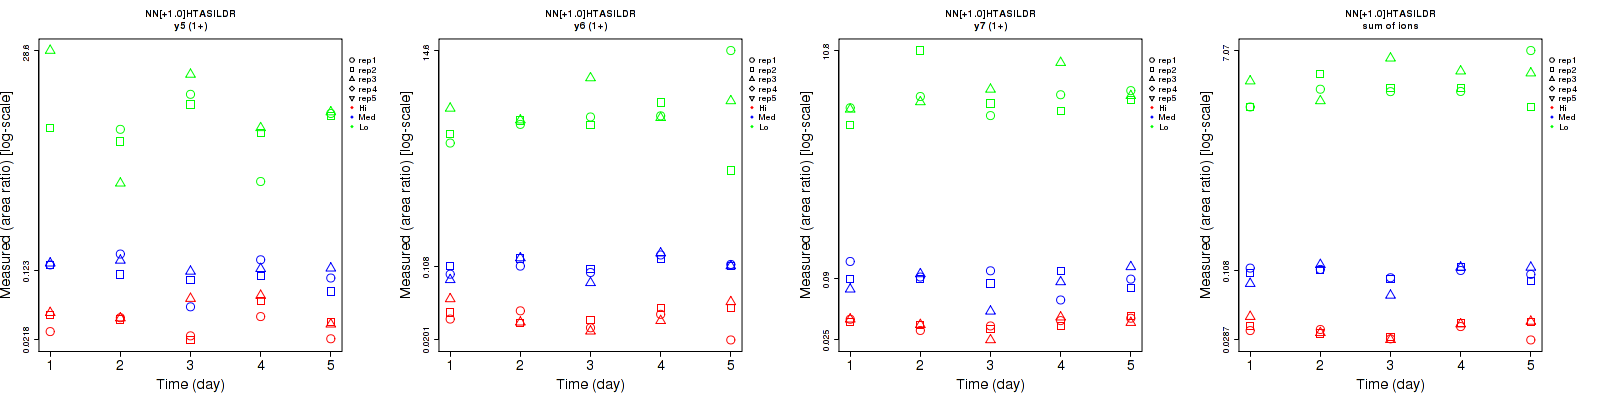 NN[+1.0]HTASILDR
y5 (1+)
Measured (area ratio) [log-scale]
28.6
0.123
0.0218
1 2 3 4 5
Time (day)
rep1
rep2
rep3
rep4
rep5
Hi
Med
Lo
NN[+1.0]HTASILDR
y6 (1+)
Measured (area ratio) [log-scale]
14.6
0.108
0.0201
1 2 3 4 5
Time (day)
rep1
rep2
rep3
rep4
rep5
Hi
Med
Lo
NN[+1.0]HTASILDR
y7 (1+)
Measured (area ratio) [log-scale]
10.8
0.09
1 2 3 4 5
Time (day)
rep1
rep2
rep3
rep4
rep5
Hi
Med
Lo
NN[+1.0]HTASILDR
sum of ions
Measured (area ratio) [log-scale]
7.07
0.108
0.0287
1 2 3 4 5
Time (day)
rep1
rep2
rep3
rep4
rep5
Hi
Med
Lo